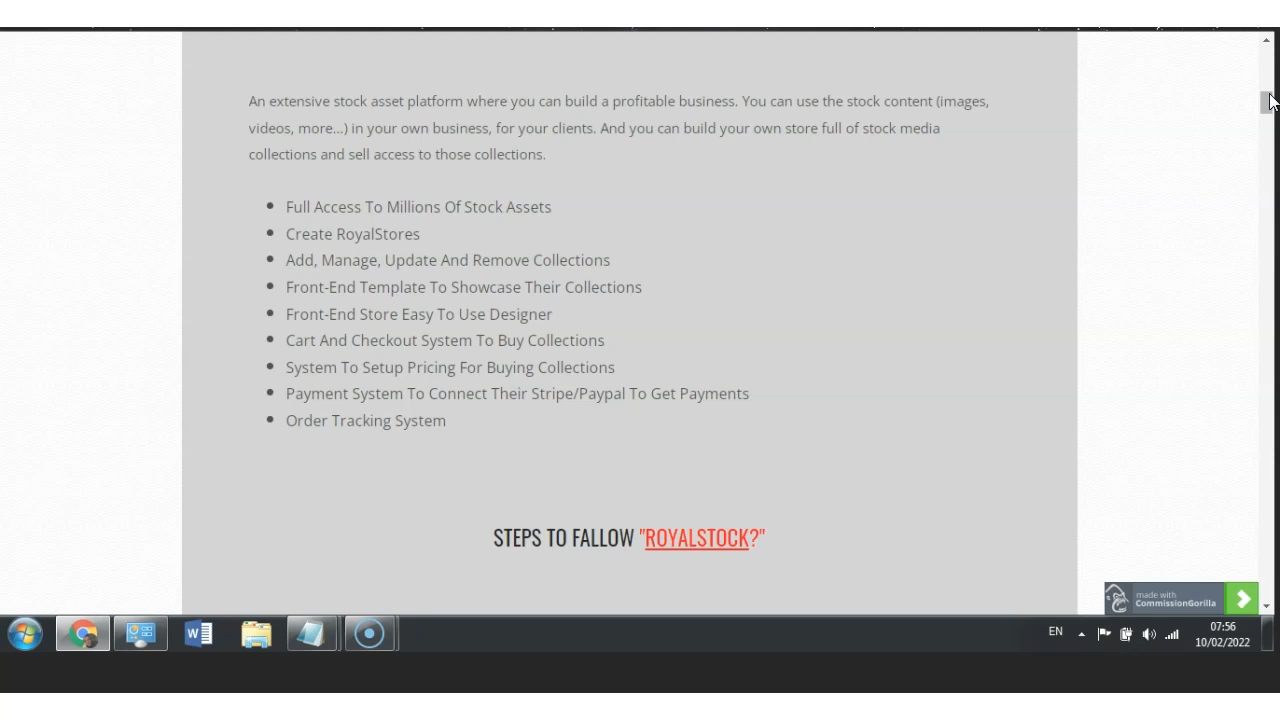 An extensive stock asset platform where you can build a profitable business. You can use the stock content (images,
videos, more...) in your own business, for your clients. And you can build your own store full of stock media
collections and sell access to those collections.
Full Access To Millions Of Stock Assets
Create RoyalStores
Add, Manage, Update And Remove Collections
Front-End Template To Showcase Their Collections
Front-End Store Easy To Use Designer
Cart And Checkout System To Buy Collections
System To Setup Pricing For Buying Collections
Payment System To Connect Their Stripe/Paypal To Get Payments
Order Tracking System
STEPS TO FALLOW "ROYALSTOCK?"
made with
CommissionGorilla
EN
07:56
10/02/2022